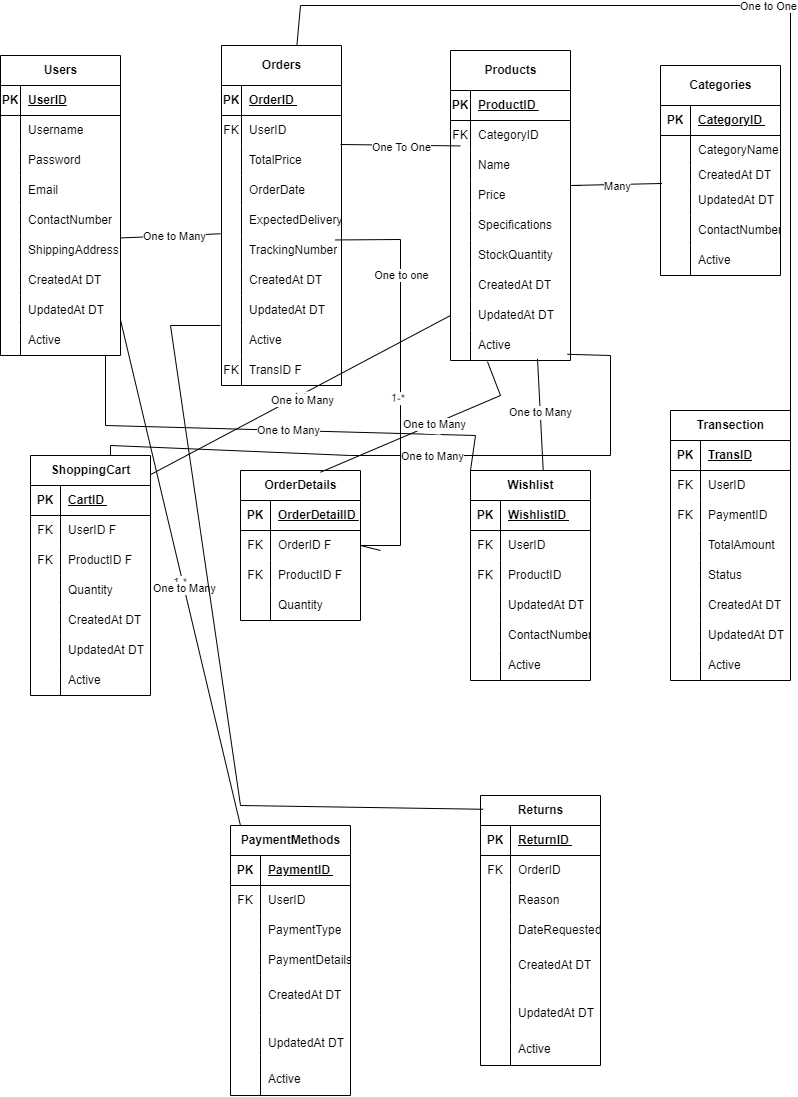 One to One
Users
PK UserID
Username
Password
Email
ContactNumber
ShippingAddress
CreatedAt DT
UpdatedAt DT
Active
One to Many
Orders
PK OrderID
FK UserID
TotalPrice
OrderDate
ExpectedDelivery
TrackingNumber
CreatedAt DT
UpdatedAt DT
Active
FK TransID F
One To One
One to one
1-*
Products
PK ProductID
FK CategoryID
Name
Price
Specifications
StockQuantity
CreatedAt DT
UpdatedAt DT
Active
Many
Categories
PK CategoryID
CategoryName
CreatedAt DT
UpdatedAt DT
ContactNumber
Active
One to Many
One to Many
One to Many
One to Many
One to Many
ShoppingCart
PK CartID
FK UserID F
FK ProductID F
Quantity
CreatedAt DT
UpdatedAt DT
Active
One to Many
OrderDetails
PK OrderDetailID
FK OrderID F
FK ProductID F
Quantity
Wishlist
PK WishlistID
FK UserID
FK ProductID
UpdatedAt DT
ContactNumber
Active
Transection
PK TransID
FK UserID
FK PaymentID
TotalAmount
Status
CreatedAt DT
UpdatedAt DT
Active
PaymentMethods
PK PaymentID
FK UserID
PaymentType
PaymentDetails
CreatedAt DT
UpdatedAt DT
Active
Returns
PK ReturnID
FK OrderID
Reason
DateRequested
CreatedAt DT
UpdatedAt DT
Active